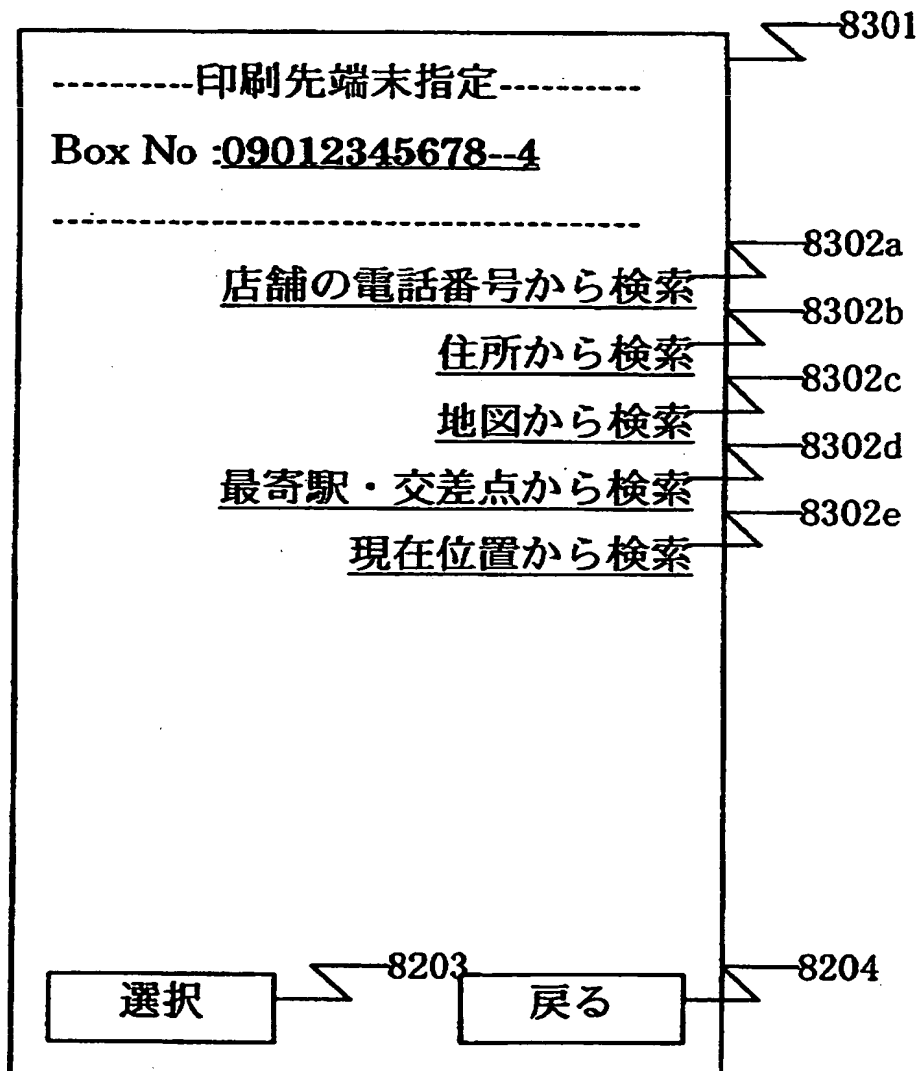 8301
----------印刷先端末指定----------
Box No :09012345678--4
------------------------------------------
8302a
店舗の電話番号から検索
8302b
住所から検索
8302c
地図から検索
8302d
最寄駅・交差点から検索
8302e
現在位置から検索
8203
8204
選択 戻る